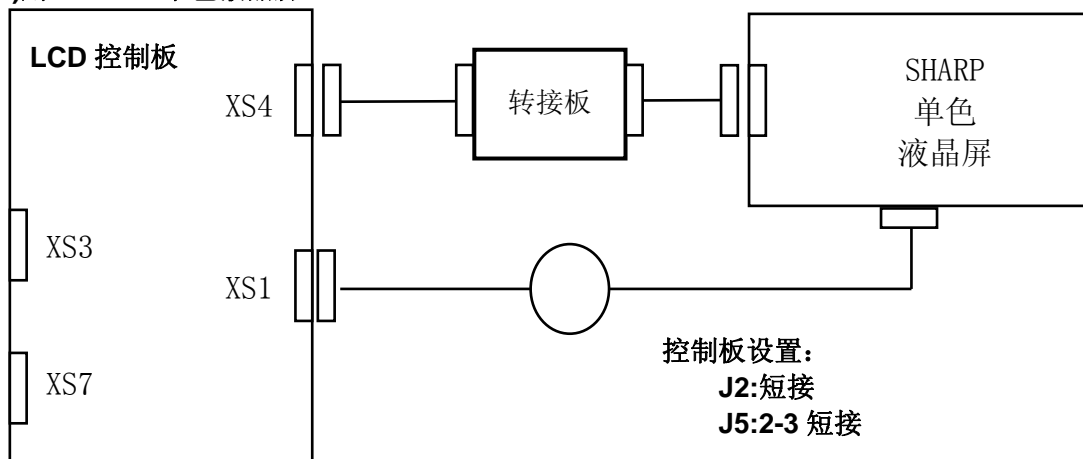 LCD 控制板
XS4
转接板
SHARP
单色
液晶屏
XS3
XS1
XS7
控制板设置：
J2:短接
J5:2-3 短接